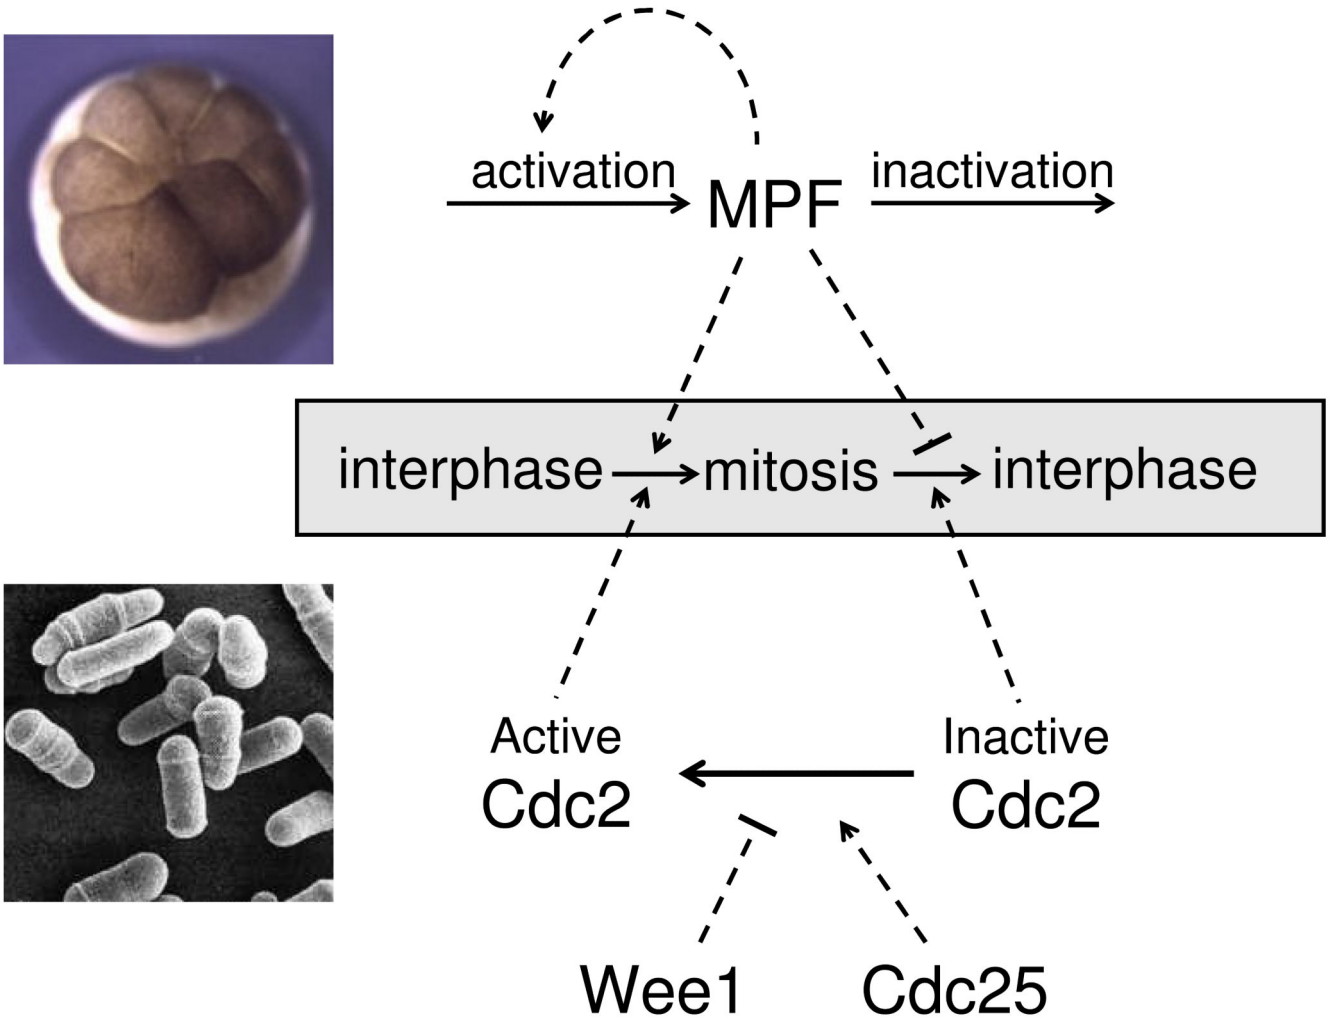 activation
MPF
inactivation
interphase
mitosis
interphase
Active
Cdc2
Inactive
Cdc2
Wee1
Cdc25